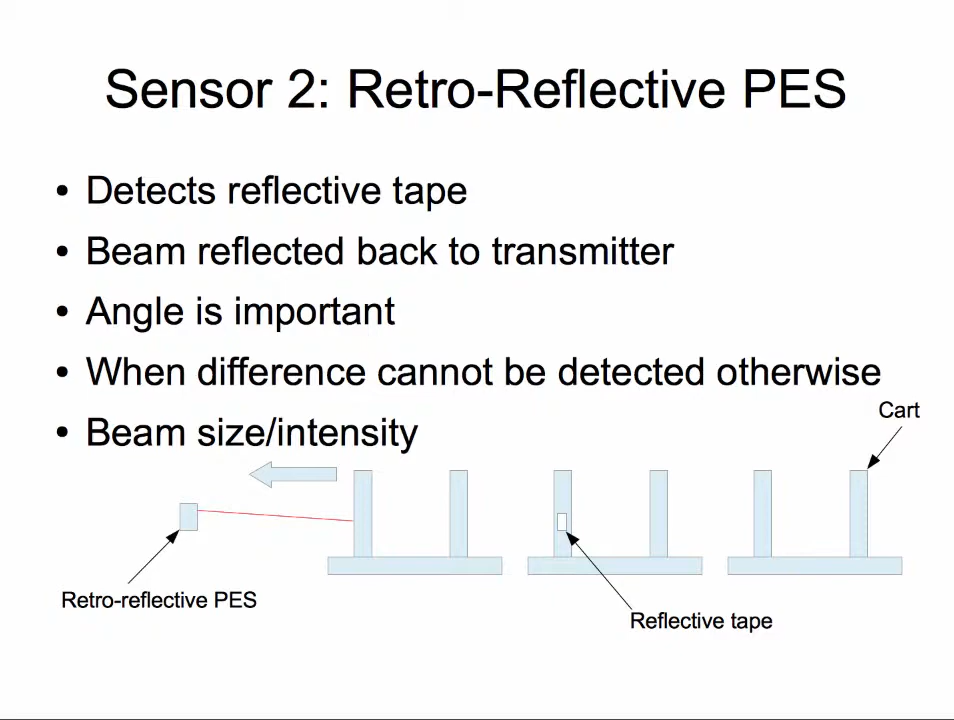 Sensor 2: Retro-Reflective PES
• Detects reflective tape
• Beam reflected back to transmitter
• Angle is important
• When difference cannot be detected otherwise
• Beam size/intensity
Cart
Retro-reflective PES
Reflective tape